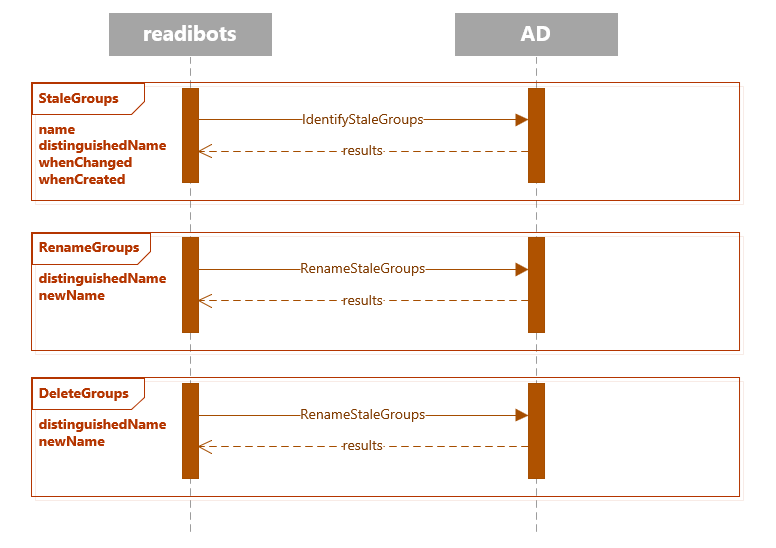 readibots
AD
StaleGroups
name
distinguishedName
whenChanged
whenCreated
IdentifyStaleGroups
results
RenameGroups
distinguishedName
newName
RenameStaleGroups
results
DeleteGroups
distinguishedName
newName
RenameStaleGroups
results